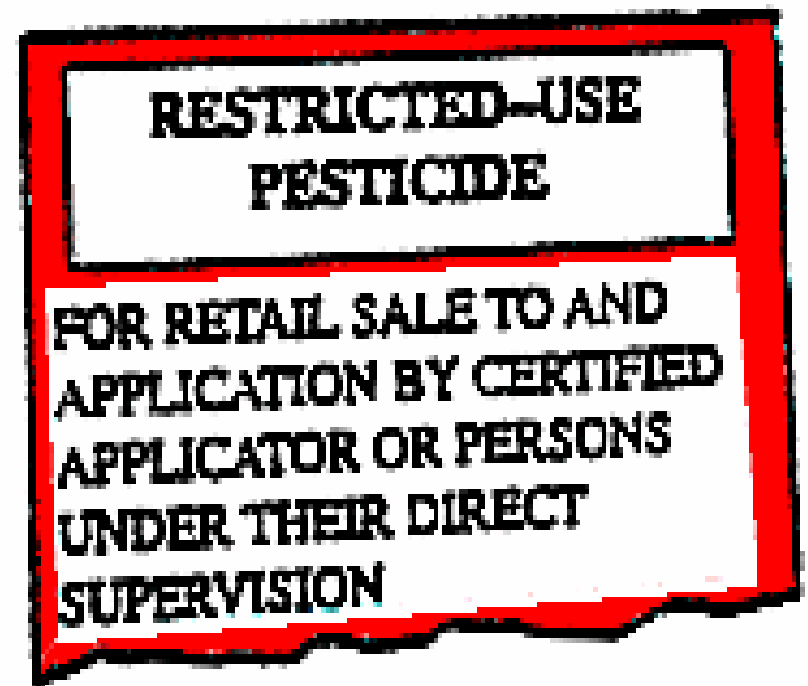 RESTRICTED-USE
PESTICIDE
FOR RETAIL SALE TO AND
APPLICATION BY CERTIFIED
APPLICATOR OR PERSONS
UNDER THEIR DIRECT
SUPERVISION